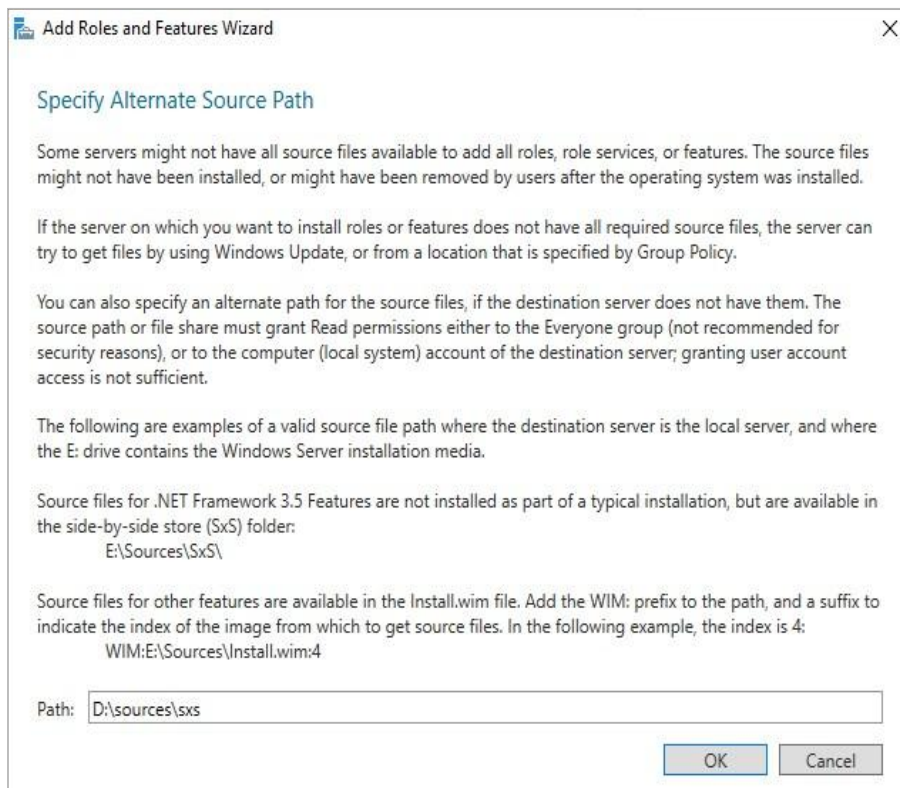 Add Roles and Features Wizard
Specify Alternate Source Path
Some servers might not have all source files available to add all roles, role services, or features. The source files
might not have been installed, or might have been removed by users after the operating system was installed.
If the server on which you want to install roles or features does not have all required source files, the server can
try to get files by using Windows Update, or from a location that is specified by Group Policy.
You can also specify an alternate path for the source files, if the destination server does not have them. The
source path or file share must grant Read permissions either to the Everyone group (not recommended for
security reasons), or to the computer (local system) account of the destination server; granting user account
access is not sufficient.
The following are examples of a valid source file path where the destination server is the local server, and where
the E: drive contains the Windows Server installation media.
Source files for .NET Framework 3.5 Features are not installed as part of a typical installation, but are available in
the side-by-side store (SxS) folder:
E:\Sources\SxS\
Source files for other features are available in the Install.wim file. Add the WIM: prefix to the path, and a suffix to
indicate the index of the image from which to get source files. In the following example, the index is 4:
WIM:E:\Sources\Install.wim:4
Path: D:\sources\sxs
OK Cancel